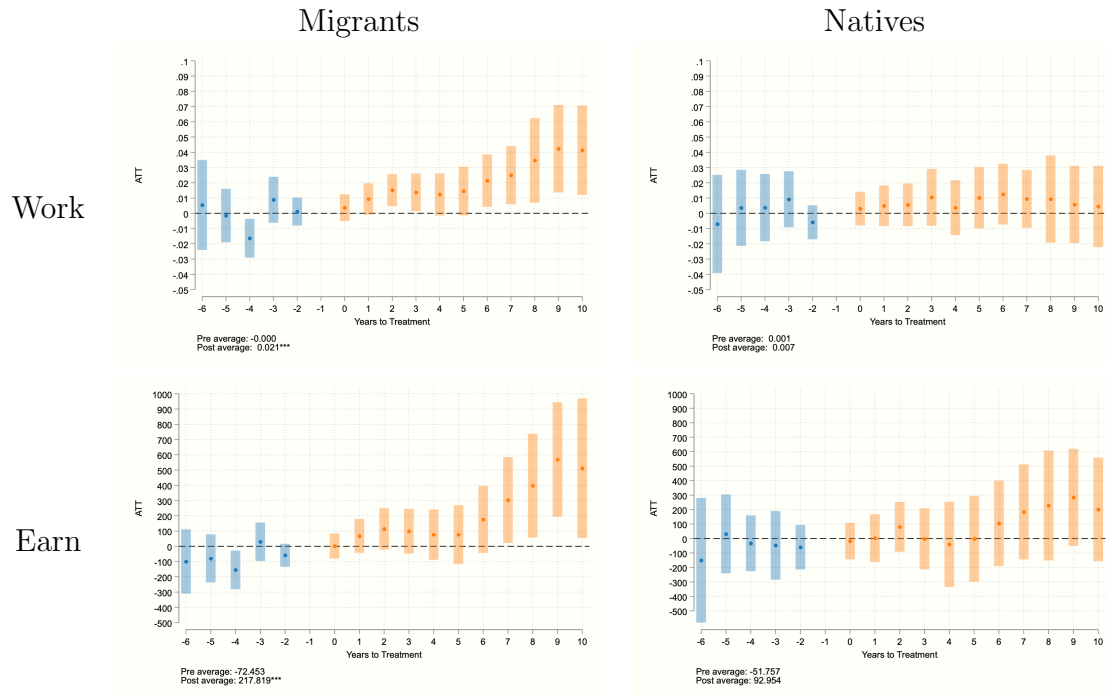 Migrants
Natives
Work
.1
.09
.08
.07
.06
.05
.04
.03
.02
.01
0
-.01
-.02
-.03
-.04
-.05
ATT
-6 -5 -4 -3 -2 -1 0 1 2 3 4 5 6 7 8 9 10
Years to Treatment
Pre average: -0.000
Post average: 0.021***
.1
.09
.08
.07
.06
.05
.04
.03
.02
.01
0
-.01
-.02
-.03
-.04
-.05
ATT
-6 -5 -4 -3 -2 -1 0 1 2 3 4 5 6 7 8 9 10
Years to Treatment
Pre average: 0.001
Post average: 0.007
Earn
1000
900
800
700
600
500
400
300
200
100
0
-100
-200
-300
-400
-500
ATT
-6 -5 -4 -3 -2 -1 0 1 2 3 4 5 6 7 8 9 10
Years to Treatment
Pre average: -72.453
Post average: 217.819***
1000
900
800
700
600
500
400
300
200
100
0
-100
-200
-300
-400
-500
ATT
-6 -5 -4 -3 -2 -1 0 1 2 3 4 5 6 7 8 9 10
Years to Treatment
Pre average: -51.757
Post average: 92.954